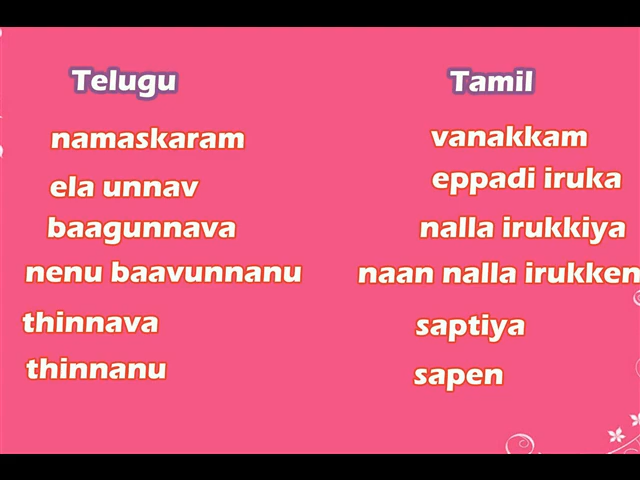 Telugu Tamil
namaskaram vanakkam
ela unnav eppadi iruka
baagunnava nalla irukkiya
nenu baavunnanu naan nalla irukken
thinnava saptiya
thinnanu sapen